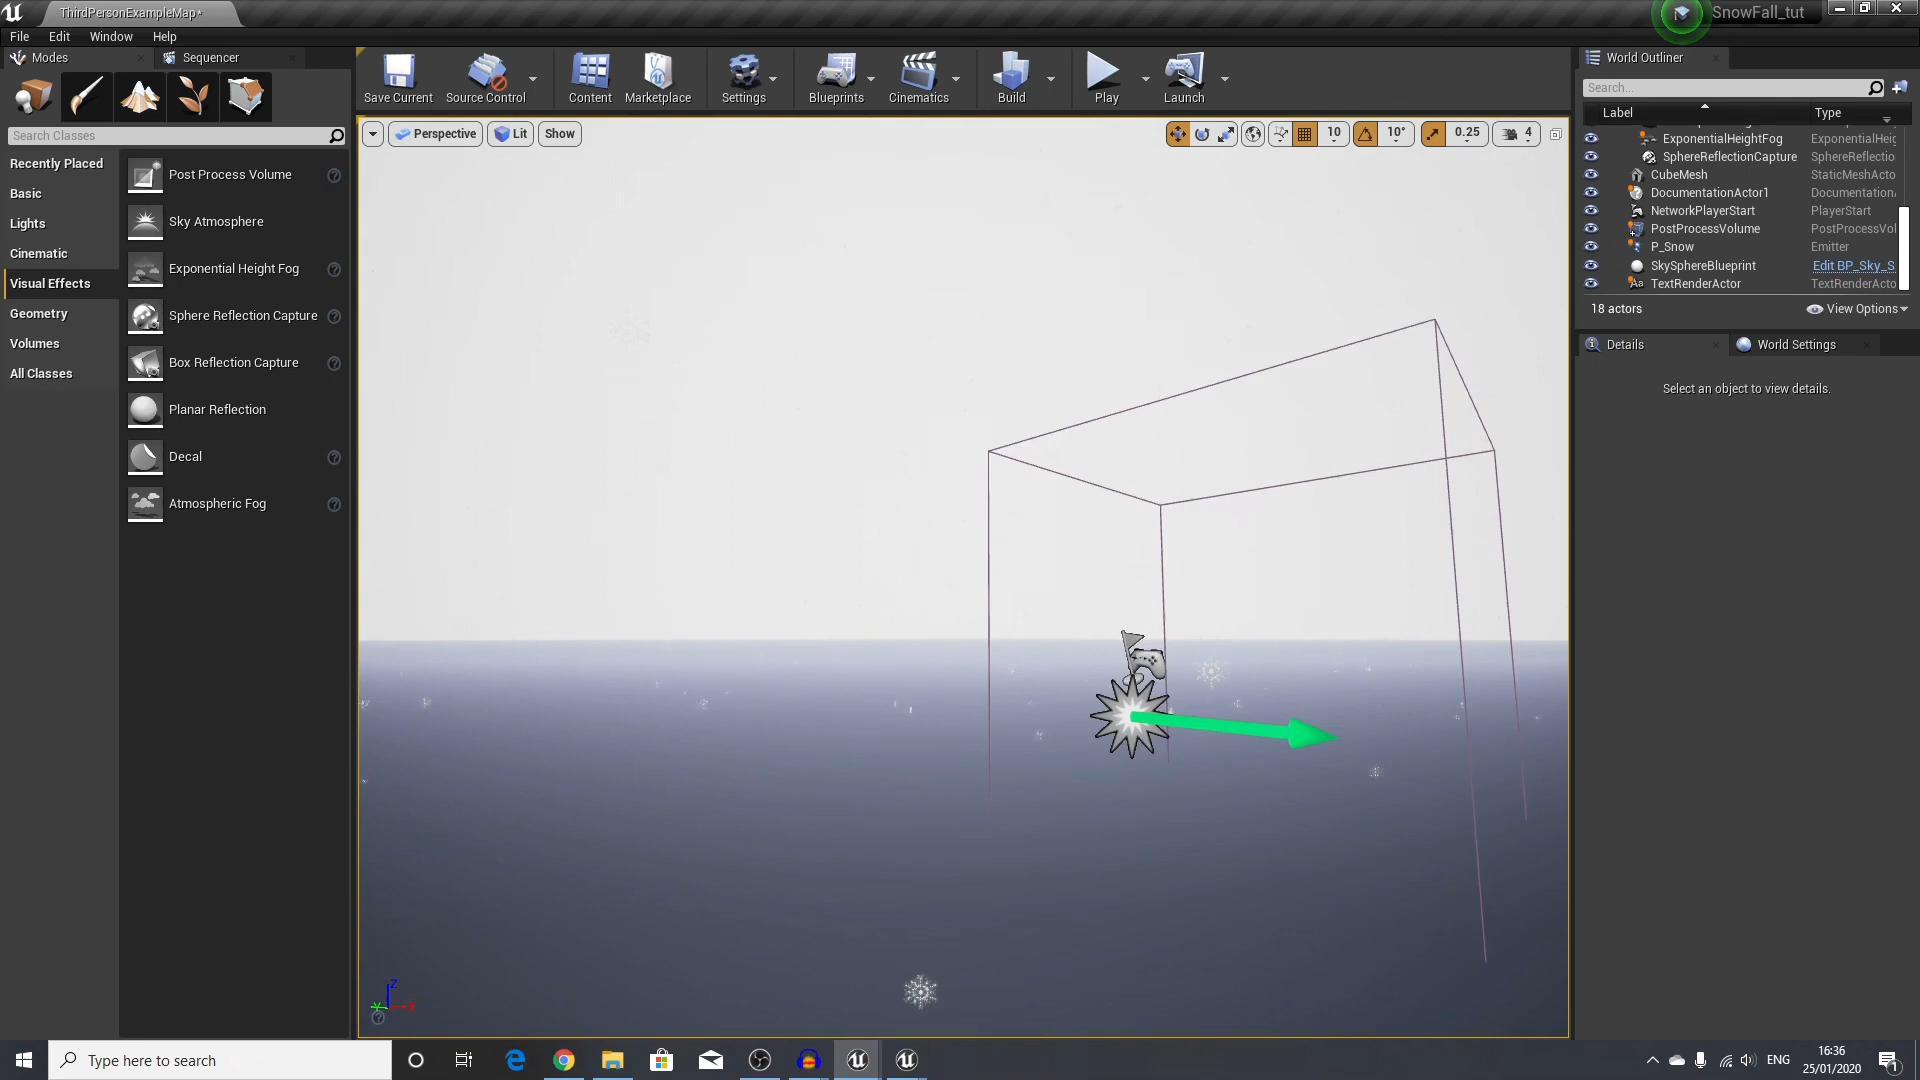 ThirdPersonExampleMap*
SnowFall_tut
File Edit Window Help
Modes
Sequencer
Search Classes
Recently Placed
Basic
Lights
Cinematic
Visual Effects
Geometry
Volumes
All Classes
Post Process Volume
Sky Atmosphere
Exponential Height Fog
Sphere Reflection Capture
Box Reflection Capture
Planar Reflection
Decal
Atmospheric Fog
Save Current
Source Control
Content
Marketplace
Settings
Blueprints
Cinematics
Build
Play
Launch
Perspective
Lit
Show
10
10°
0.25
4
Z
Y
X
World Outliner
Search...
Label Type
ExponentialHeightFog ExponentialHeig
SphereReflectionCapture SphereReflectio
CubeMesh StaticMeshActo
DocumentationActor1 Documentation
NetworkPlayerStart PlayerStart
PostProcessVolume PostProcessVol
P_Snow Emitter
SkySphereBlueprint Edit BP_Sky_S
TextRenderActor TextRenderActo
18 actors
View Options
Details
World Settings
Select an object to view details.
Type here to search
ENG
16:36
25/01/2020
1